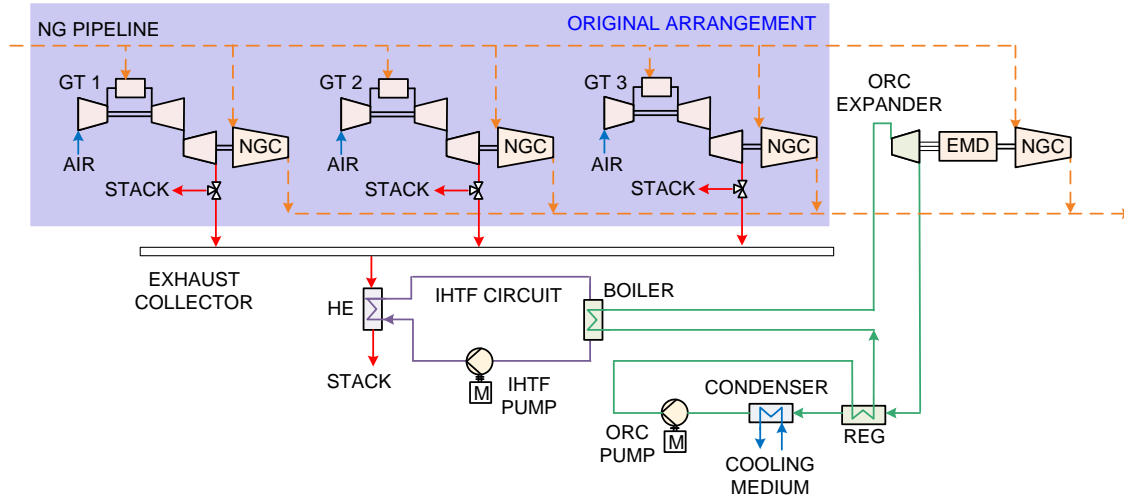 NG PIPELINE
ORIGINAL ARRANGEMENT
GT 1
GT 2
GT 3
ORC
EXPANDER
NGC
NGC
NGC
EMD
NGC
AIR
AIR
AIR
STACK
STACK
STACK
EXHAUST
COLLECTOR
HE
IHTF CIRCUIT
BOILER
STACK
M
IHTF
PUMP
CONDENSER
ORC
PUMP
M
REG
COOLING
MEDIUM